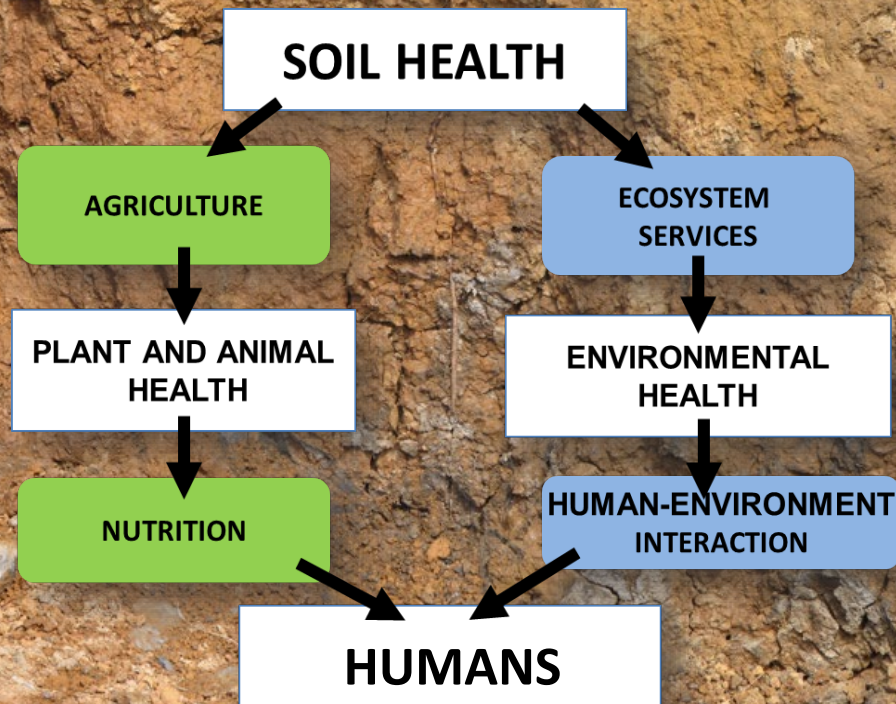 SOIL HEALTH
AGRICULTURE
ECOSYSTEM
SERVICES
PLANT AND ANIMAL
HEALTH
ENVIRONMENTAL
HEALTH
NUTRITION
HUMAN-ENVIRONMENT
INTERACTION
HUMANS